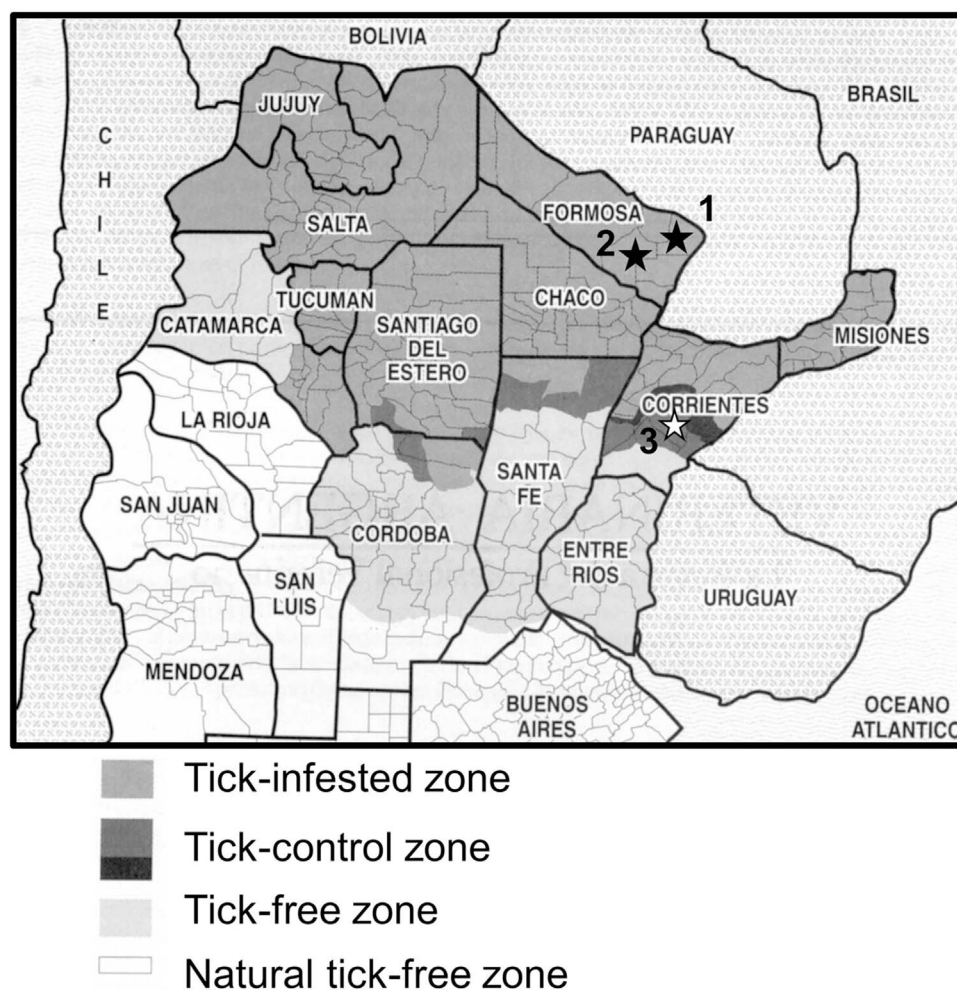 BOLIVIA
BRASIL
JUJUY
PARAGUAY
C
H
I
L
E
FORMOSA
1
SALTA
2
CHACO
TUCUMAN
CATAMARCA
SANTIAGO
DEL
ESTERO
MISIONES
LA RIOJA
CORRIENTES
3
SANTA
FE
SAN JUAN
CORDOBA
ENTRE
RIOS
SAN
LUIS
URUGUAY
MENDOZA
BUENOS
AIRES
OCEANO
ATLANTICO
Tick-infested zone
Tick-control zone
Tick-free zone
Natural tick-free zone